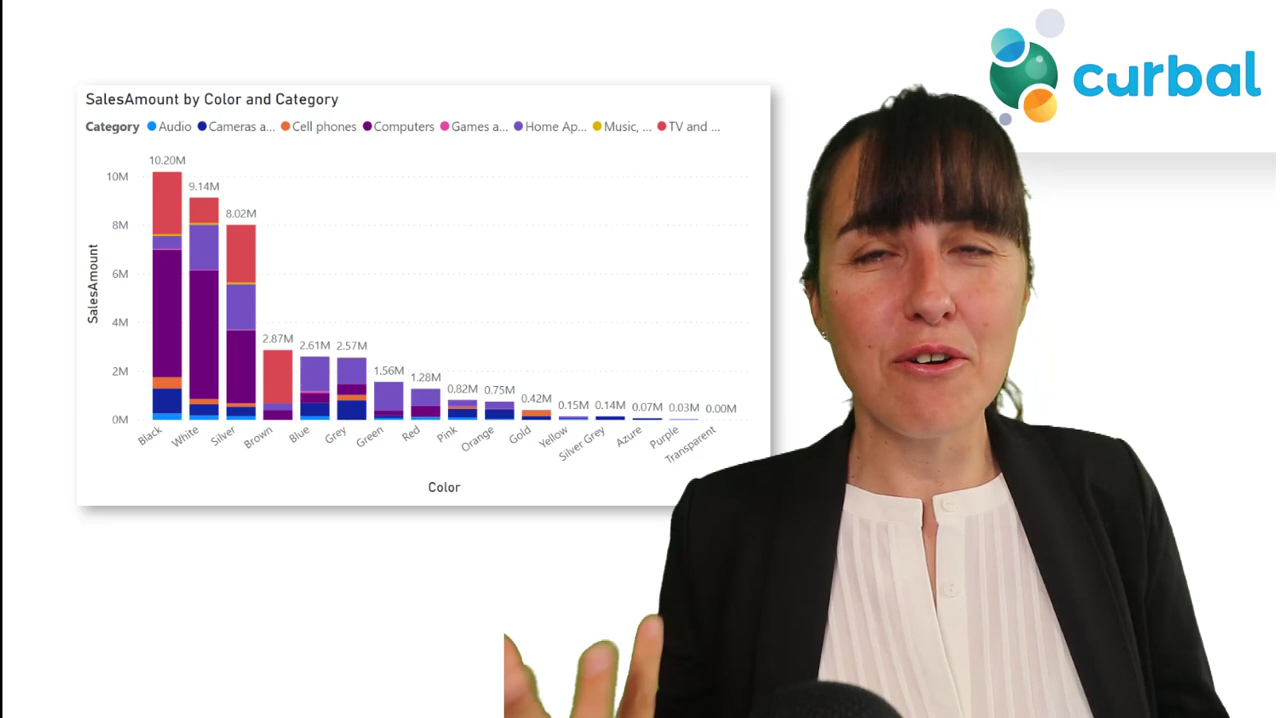 curbal
SalesAmount by Color and Category
Category Audio Cameras a... Cell phones Computers Games a... Home Ap... Music, ... TV and ...
10.20M
10M
9.14M
8M
8.02M
6M
4M
2.87M
2.61M
2.57M
2M
1.56M
1.28M
0.82M
0.75M
0.42M
0.15M
0.14M
0.07M
0.03M
0.00M
0M
SalesAmount
Black
White
Silver
Brown
Blue
Grey
Green
Red
Pink
Orange
Gold
Yellow
Silver Grey
Azure
Purple
Transparent
Color